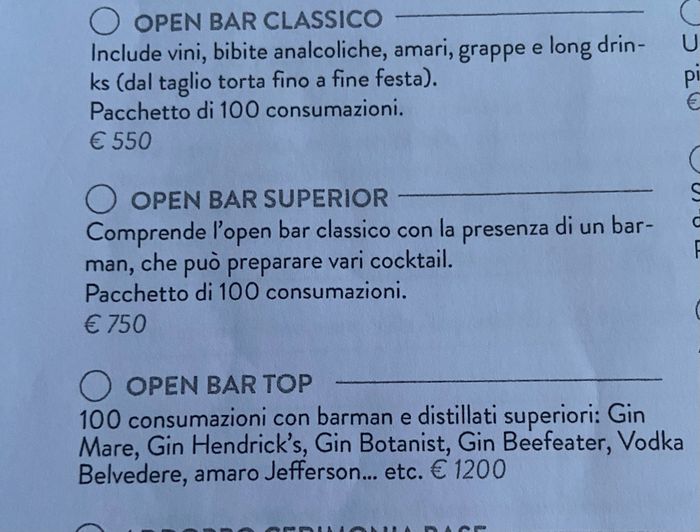 OPEN BAR CLASSICO
Include vini, bibite analcoliche, amari, grappe e long drin-
ks (dal taglio torta fino a fine festa).
Pacchetto di 100 consumazioni.
€ 550
OPEN BAR SUPERIOR
Comprende l'open bar classico con la presenza di un bar-
man, che può preparare vari cocktail.
Pacchetto di 100 consumazioni.
€ 750
OPEN BAR TOP
100 consumazioni con barman e distillati superiori: Gin
Mare, Gin Hendrick's, Gin Botanist, Gin Beefeater, Vodka
Belvedere, amaro Jefferson... etc. € 1200